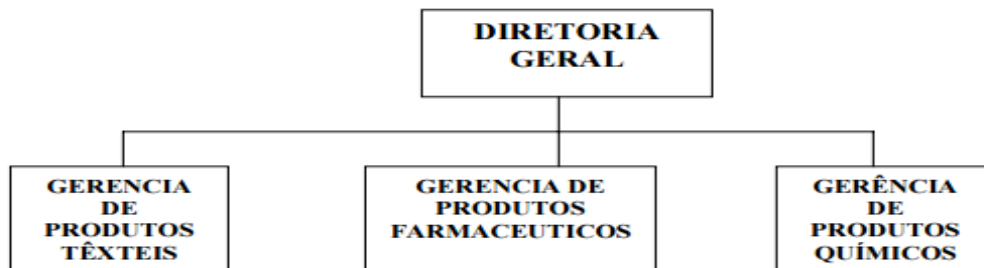 DIRETORIA
GERAL
GERENCIA
DE
PRODUTOS
TÊXTEIS
GERENCIA DE
PRODUTOS
FARMACEUTICOS
GERÊNCIA
DE
PRODUTOS
QUÍMICOS